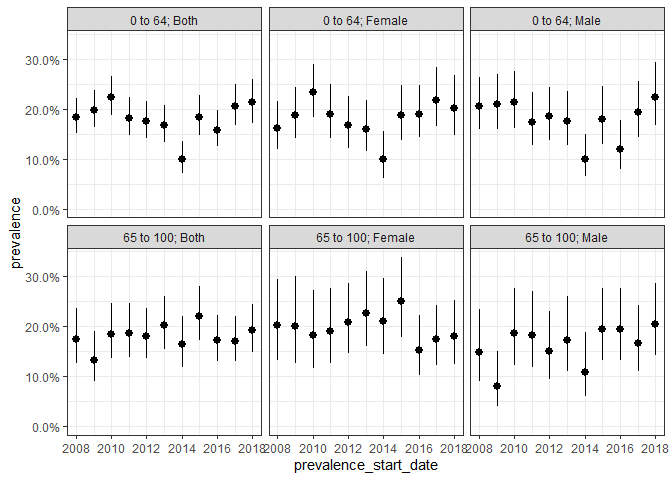 0 to 64; Both
0 to 64; Female
0 to 64; Male
30.0%
20.0%
10.0%
0.0%
prevalence
65 to 100; Both
65 to 100; Female
65 to 100; Male
30.0%
20.0%
10.0%
0.0%
2008 2010 2012 2014 2016 2018 2008 2010 2012 2014 2016 2018 2008 2010 2012 2014 2016 2018
prevalence_start_date